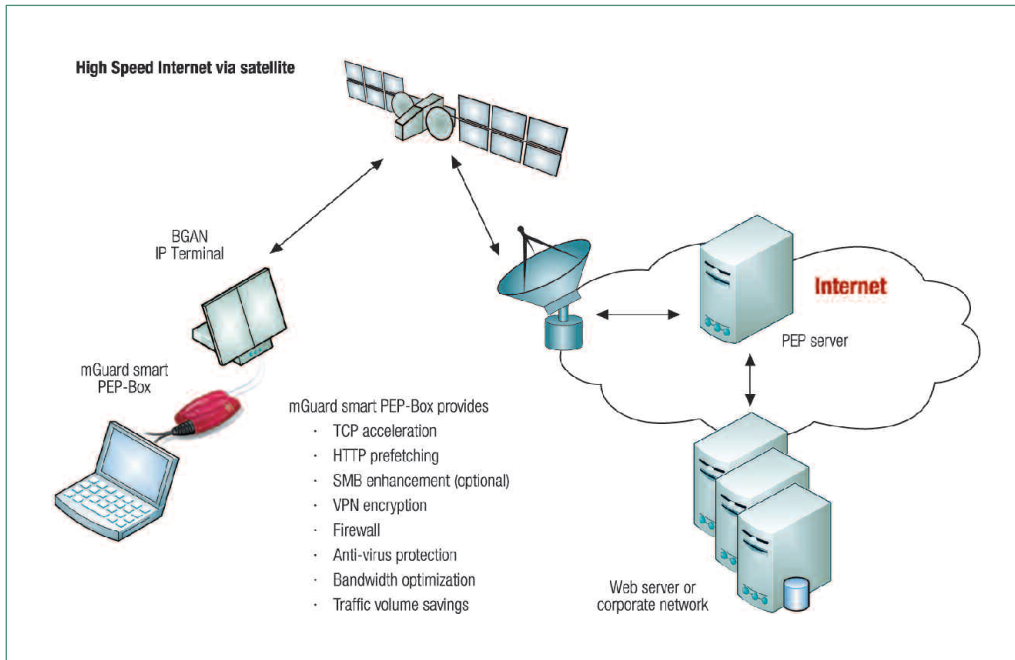 High Speed Internet via satellite
BGAN
IP Terminal
Internet
PEP server
mGuard smart
PEP-Box
mGuard smart PEP-Box provides
· TCP acceleration
· HTTP prefetching
· SMB enhancement (optional)
· VPN encryption
· Firewall
· Anti-virus protection
· Bandwidth optimization
· Traffic volume savings
Web server or
corporate network